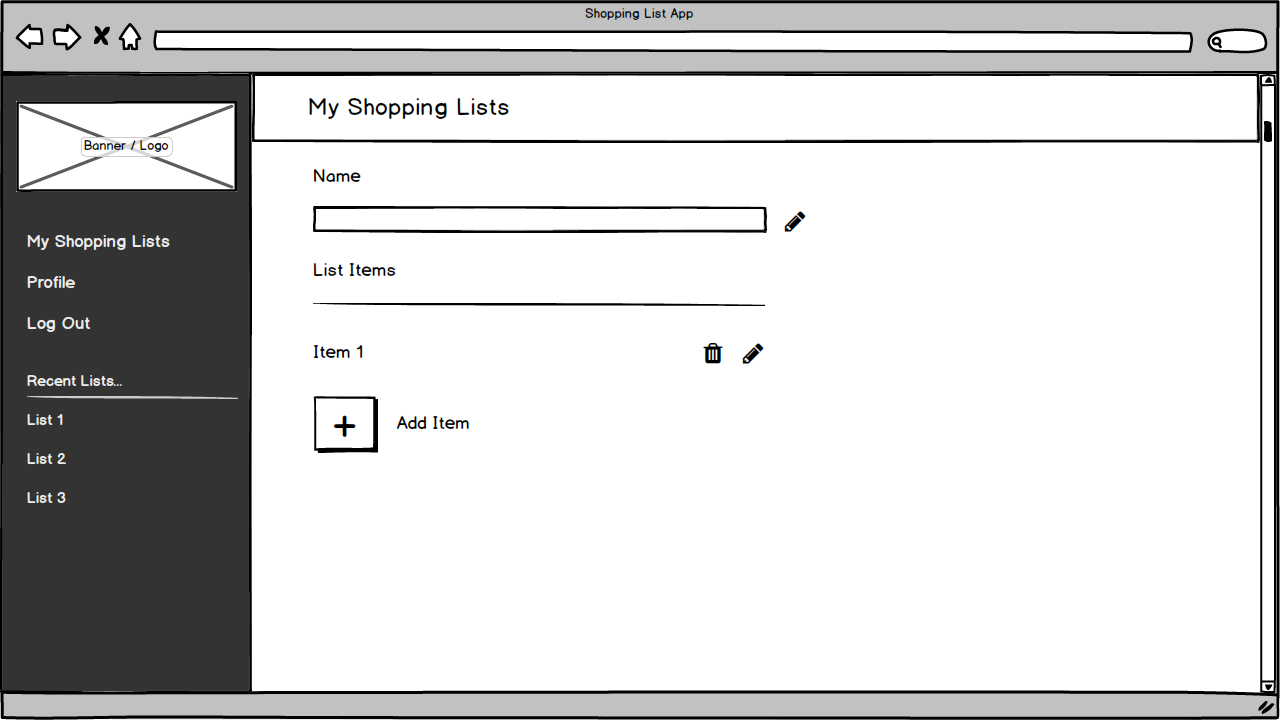 Shopping List App
Banner / Logo
My Shopping Lists
Profile
Log Out
Recent Lists...
List 1
List 2
List 3
My Shopping Lists
Name
List Items
Item 1
Add Item